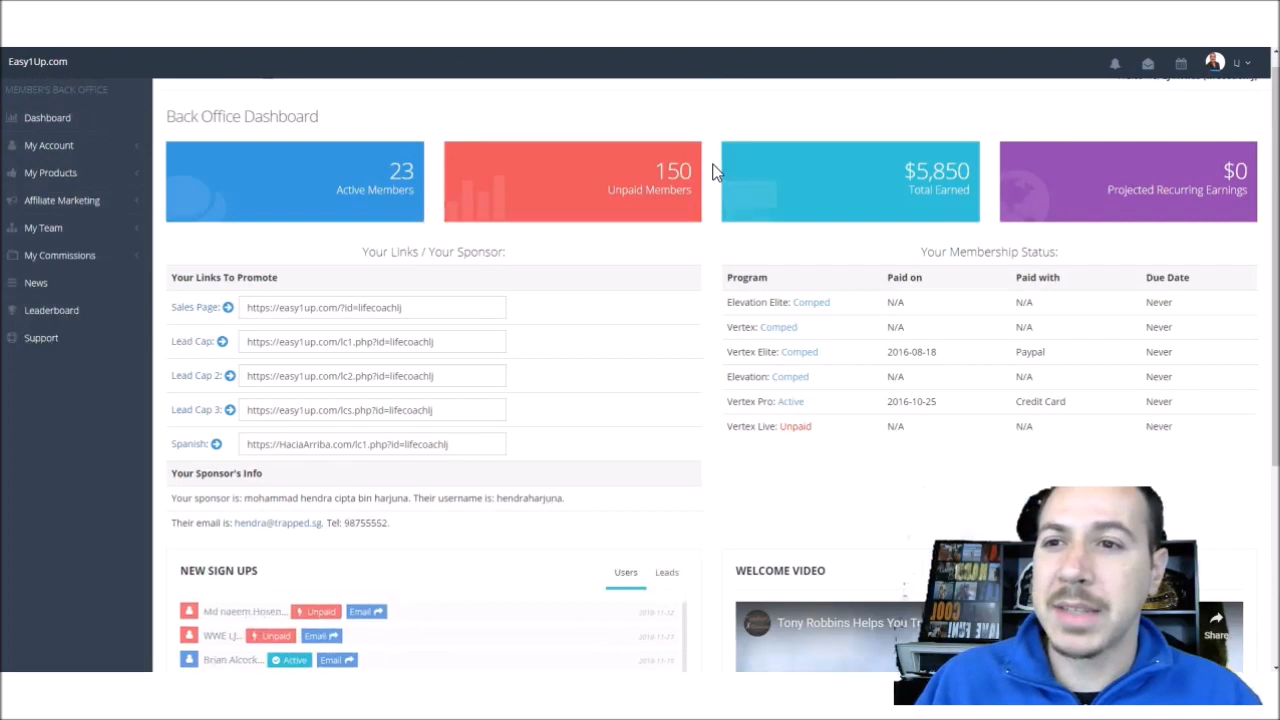 Easy1Up.com
LJ
MEMBER'S BACK OFFICE
Dashboard
My Account
My Products
Affiliate Marketing
My Team
My Commissions
News
Leaderboard
Support
Back Office Dashboard
23
Active Members
150
Unpaid Members
$5,850
Total Earned
$0
Projected Recurring Earnings
Your Links / Your Sponsor:
Your Links To Promote
Sales Page: https://easy1up.com/?id=lifecoachlj
Lead Cap: https://easy1up.com/lc1.php?id=lifecoachlj
Lead Cap 2: https://easy1up.com/lc2.php?id=lifecoachlj
Lead Cap 3: https://easy1up.com/lcs.php?id=lifecoachlj
Spanish: https://HaciaArriba.com/lc1.php?id=lifecoachlj
Your Sponsor's Info
Your sponsor is: mohammad hendra cipta bin harjuna. Their username is: hendraharjuna.
Their email is: hendra@trapped.sg. Tel: 98755552.
Your Membership Status:
Program Paid on Paid with Due Date
Elevation Elite: Comped N/A N/A Never
Vertex: Comped N/A N/A Never
Vertex Elite: Comped 2016-08-18 Paypal Never
Elevation: Comped N/A N/A Never
Vertex Pro: Active 2016-10-25 Credit Card Never
Vertex Live: Unpaid N/A N/A Never
NEW SIGN UPS Users Leads
Md naeem Hosen... Unpaid Email
WWE LJ... Unpaid Email
Brian Alcock... Active Email
WELCOME VIDEO
Tony Robbins Helps You Tr
Share
COOL